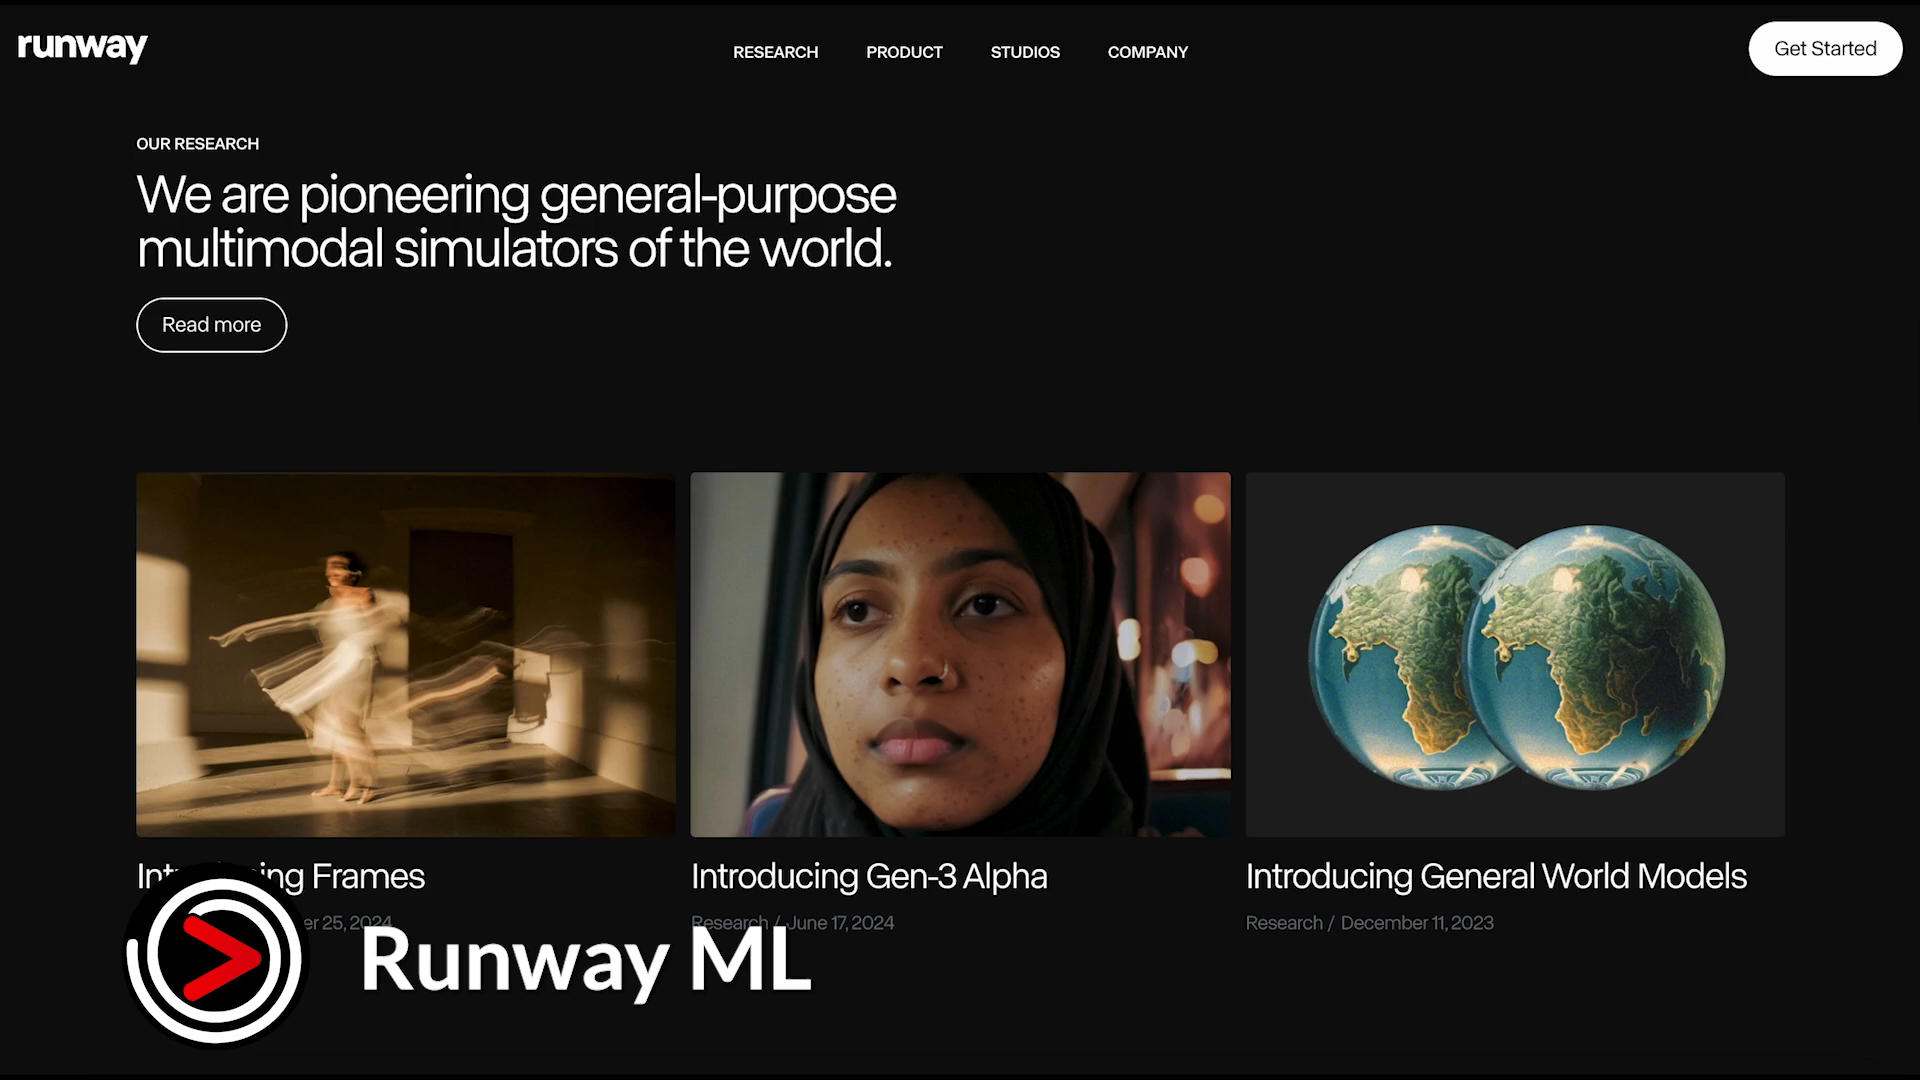 runway
RESEARCH
PRODUCT
STUDIOS
COMPANY
Get Started
OUR RESEARCH
We are pioneering general-purpose
multimodal simulators of the world.
Read more
Frames
Introducing Gen-3 Alpha
Introducing General World Models
25, 2024
Research / June 17, 2024
Research / December 11, 2023
Runway ML